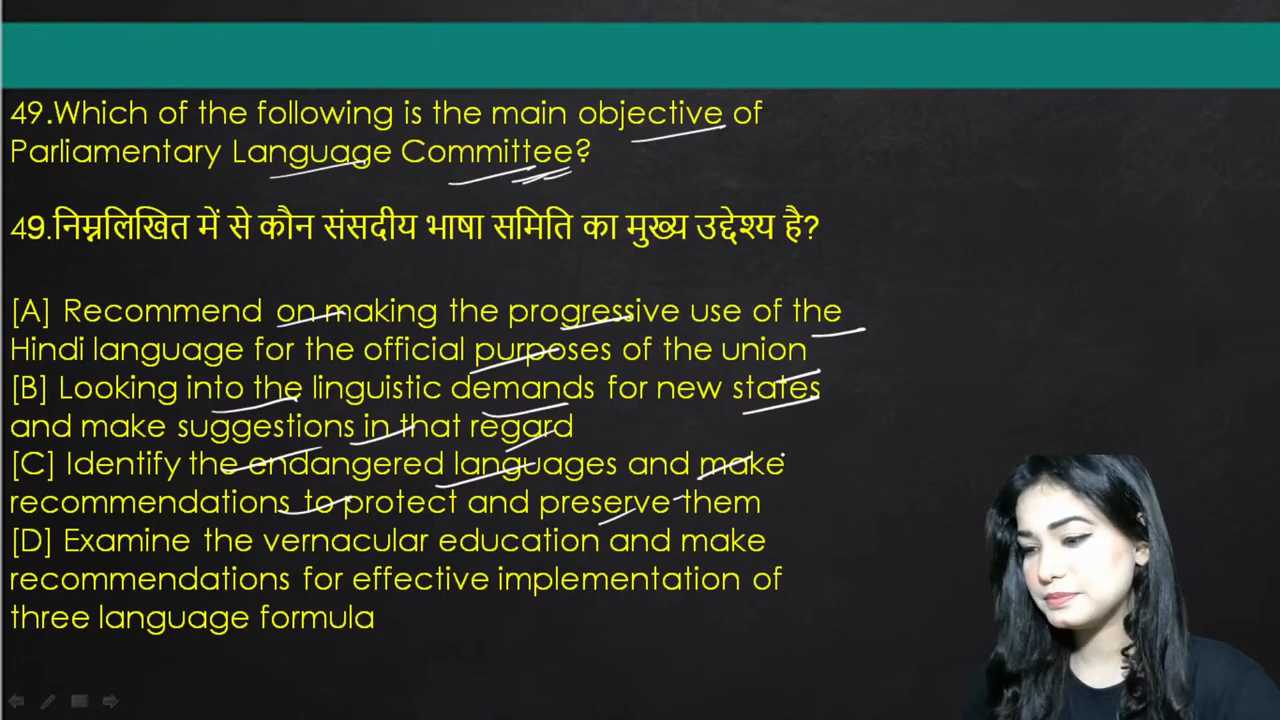 49.Which of the following is the main objective of
Parliamentary Language Committee?
49.निम्नलिखित में से कौन संसदीय भाषा समिति का मुख्य उद्देश्य है?
[A] Recommend on making the progressive use of the
Hindi language for the official purposes of the union
[B] Looking into the linguistic demands for new states
and make suggestions in that regard
[C] Identify the endangered languages and make
recommendations to protect and preserve them
[D] Examine the vernacular education and make
recommendations for effective implementation of
three language formula